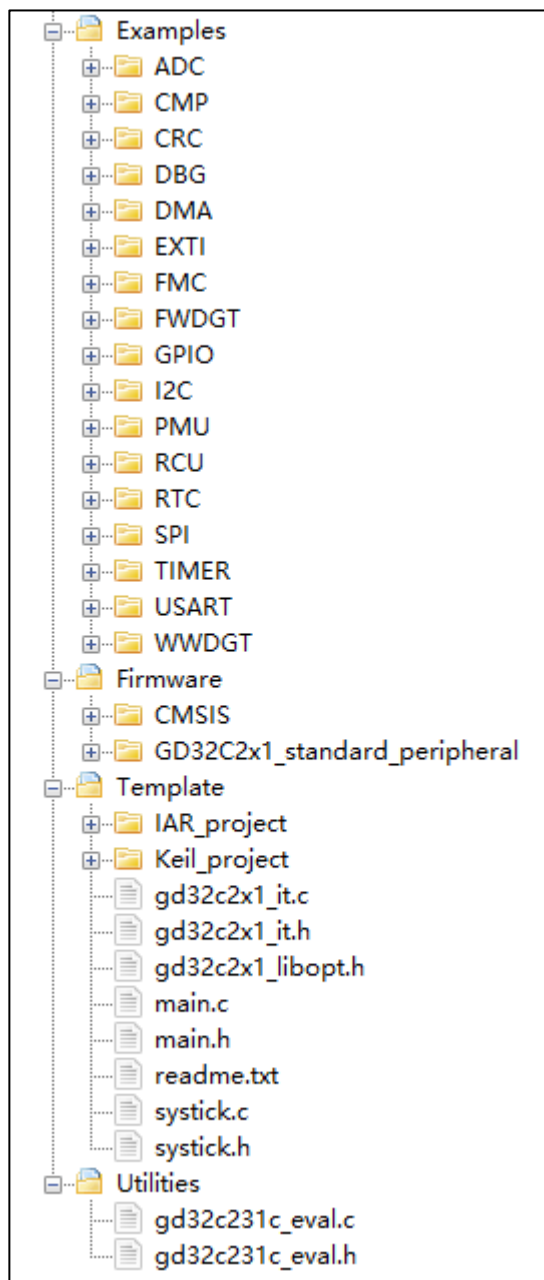 Examples
ADC
CMP
CRC
DBG
DMA
EXTI
FMC
FWDGT
GPIO
I2C
PMU
RCU
RTC
SPI
TIMER
USART
WWDGT
Firmware
CMSIS
GD32C2x1_standard_peripheral
Template
IAR_project
Keil_project
gd32c2x1_it.c
gd32c2x1_it.h
gd32c2x1_libopt.h
main.c
main.h
readme.txt
systick.c
systick.h
Utilities
gd32c231c_eval.c
gd32c231c_eval.h